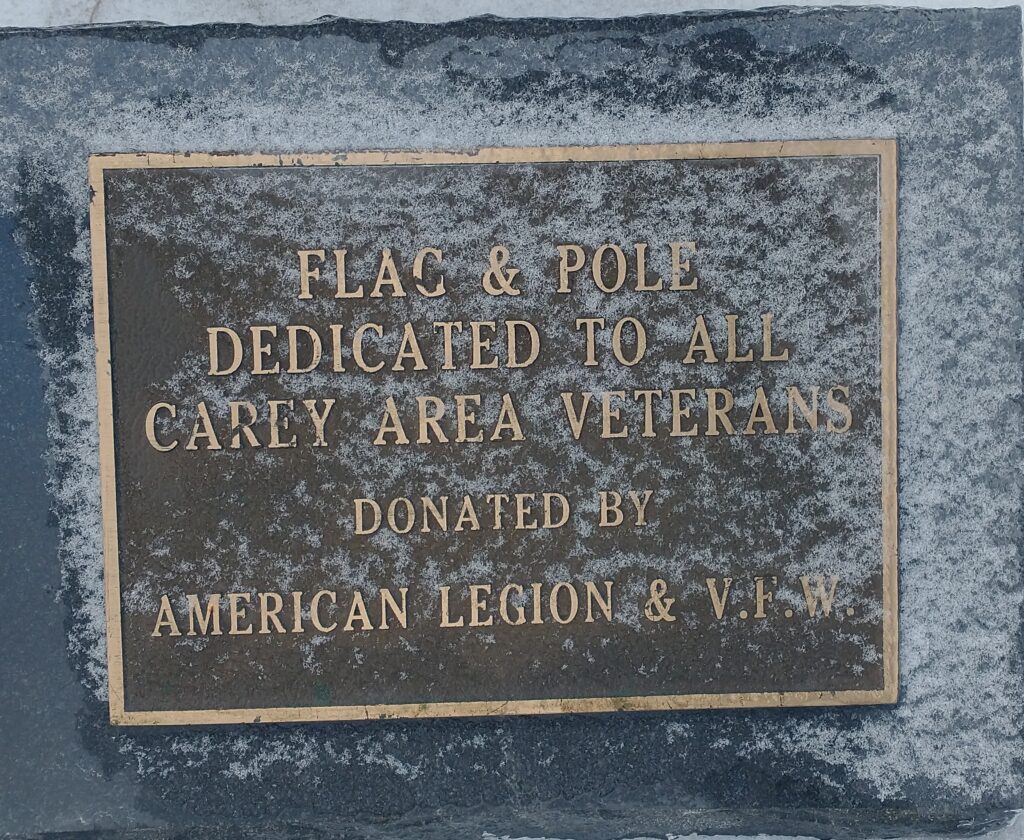 FLAG & POLE
DEDICATED TO ALL
CAREY AREA VETERANS
DONATED BY
AMERICAN LEGION & V.F.W.